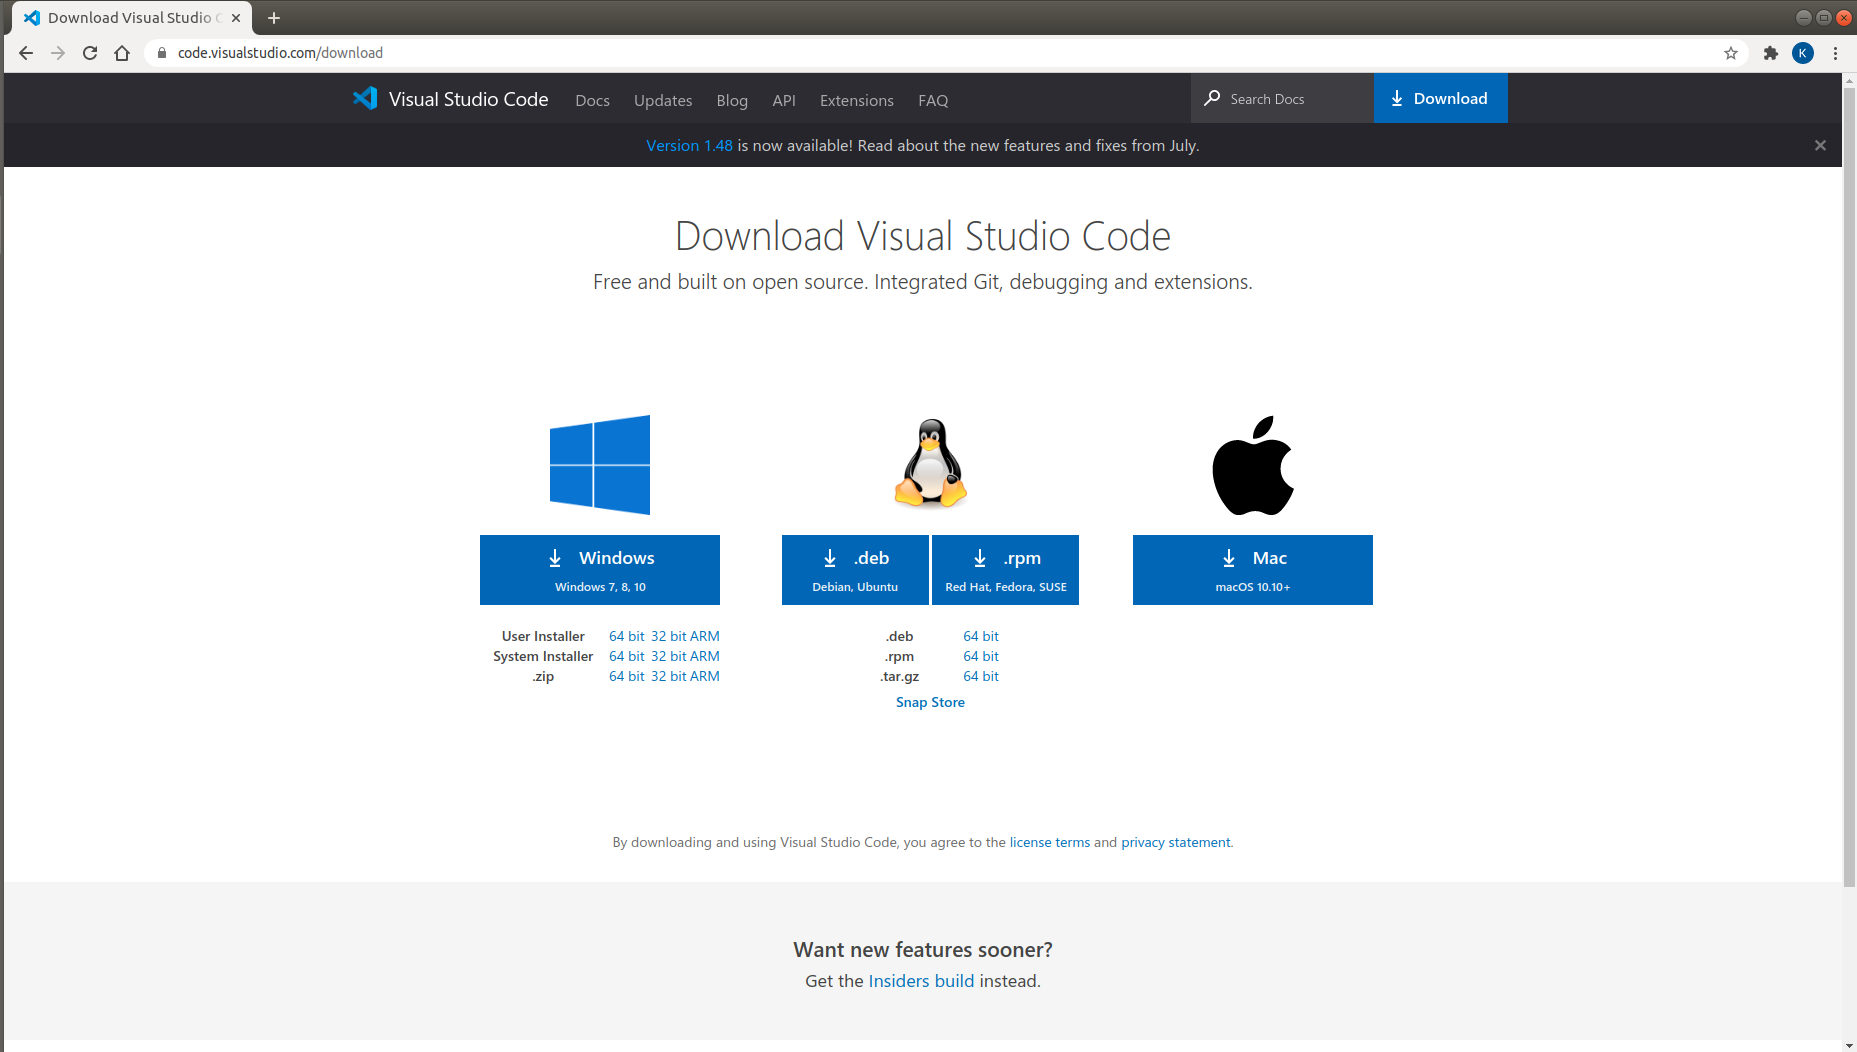 Download Visual Studio C
code.visualstudio.com/download
K
Visual Studio Code Docs Updates Blog API Extensions FAQ Search Docs Download
Version 1.48 is now available! Read about the new features and fixes from July.
Download Visual Studio Code
Free and built on open source. Integrated Git, debugging and extensions.
Windows
Windows 7, 8, 10
.deb
Debian, Ubuntu
.rpm
Red Hat, Fedora, SUSE
Mac
macOS 10.10+
User Installer 64 bit 32 bit ARM
System Installer 64 bit 32 bit ARM
.zip 64 bit 32 bit ARM
.deb 64 bit
.rpm 64 bit
.tar.gz 64 bit
Snap Store
By downloading and using Visual Studio Code, you agree to the license terms and privacy statement.
Want new features sooner?
Get the Insiders build instead.